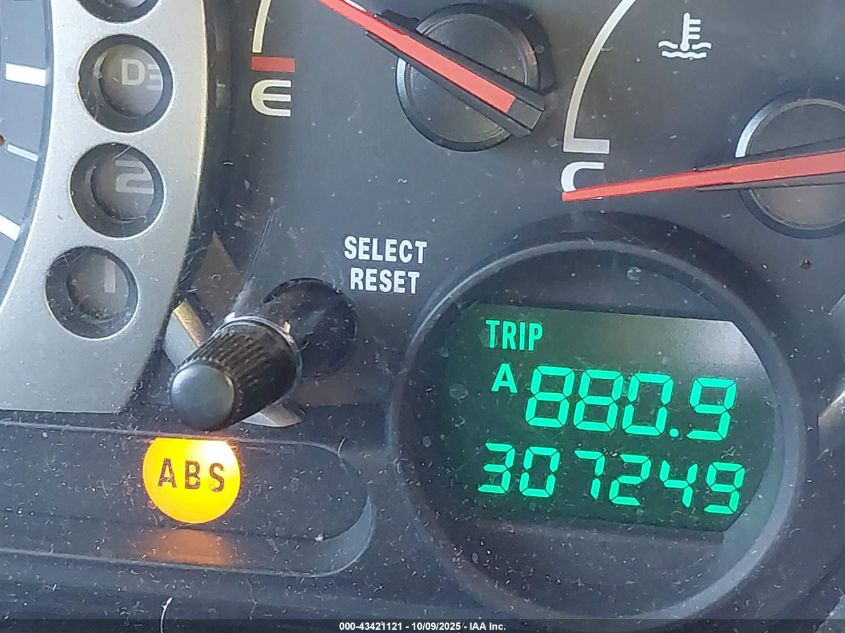 D3
2
1
E
C
SELECT
RESET
TRIP
A 880.9
307249
ABS
000-43421121 - 10/09/2025 - IAA Inc.